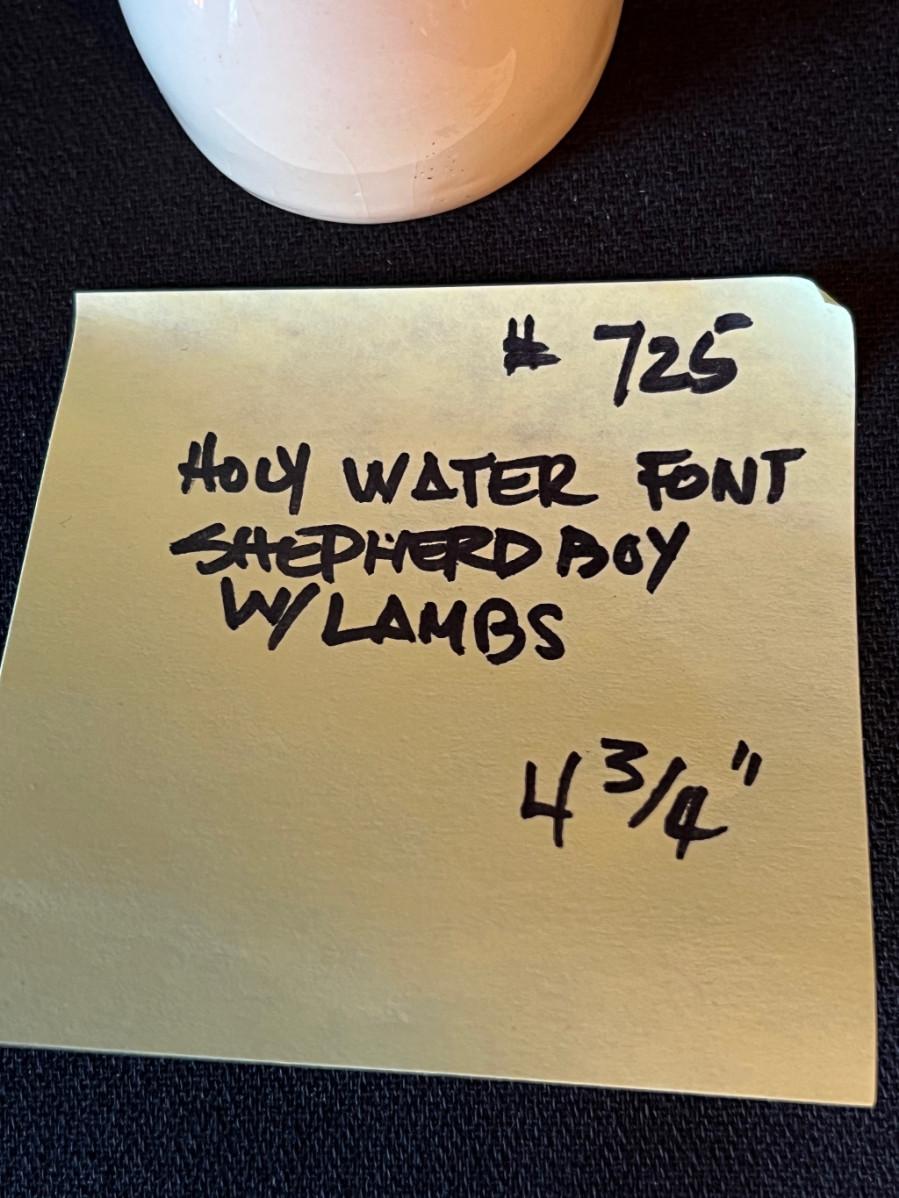 # 725
HOLY WATER FONT
SHEPHERD BOY
W/LAMBS
4 3/4"